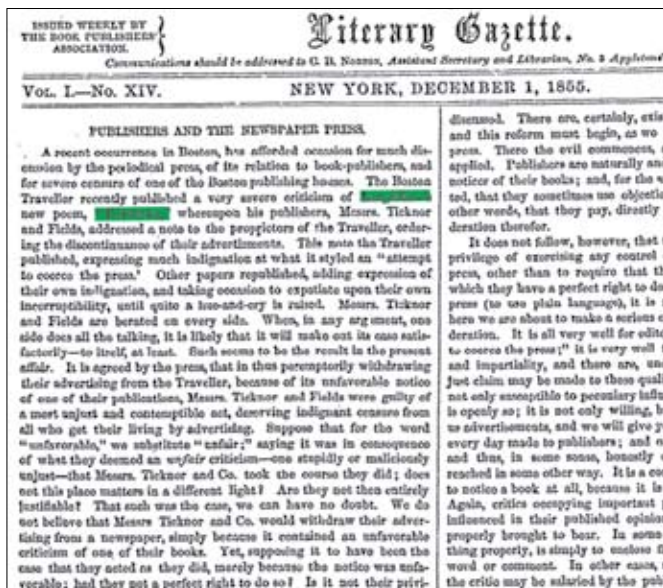 ISSUED WEEKLY BY
THE BOOK PUBLISHERS'
ASSOCIATION.
Literary Gazette.
Communications should be addressed to C. B. Norton, Assistant Secretary and Librarian, No. 3 Appleton
VOL. I.—No. XIV.
NEW YORK, DECEMBER 1, 1855.
PUBLISHERS AND THE NEWSPAPER PRESS.
A recent occurrence in Boston, has afforded occasion for much dis-
cussion by the periodical press, of its relation to book-publishers, and
for severe censure of one of the Boston publishing houses. The Boston
Traveller recently published a very severe criticism of
new poem, whereupon his publishers, Messrs. Ticknor
and Fields, addressed a note to the proprietors of the Traveller, order-
ing the discontinuance of their advertisments. This note the Traveller
published, expressing much indignation at what it styled an "attempt
to coerce the press." Other papers republished, adding expression of
their own indignation, and taking occasion to expatiate upon their own
incorruptibility, until quite a hue-and-cry is raised. Messrs. Ticknor
and Fields are berated on every side. When, in any argument, one
side does all the talking, it is likely that it will make out its case satis-
factorily—to itself, at least. Such seems to be the result in the present
affair. It is agreed by the press, that in thus peremptorily withdrawing
their advertising from the Traveller, because of its unfavorable notice
of one of their publications, Messrs. Ticknor and Fields were guilty of
a most unjust and contemptible act, deserving indignant censure from
all who get their living by advertising. Suppose that for the word
"unfavorable," we substitute "unfair;" saying it was in consequence
of what they deemed an unfair criticism—one stupidly or maliciously
unjust—that Messrs. Ticknor and Co. took the course they did; does
not this place matters in a different light? Are they not then entirely
justifiable? That such was the case, we can have no doubt. We do
not believe that Messrs Ticknor and Co. would withdraw their adver-
tising from a newspaper, simply because it contained an unfavorable
criticism of one of their books. Yet, supposing it to have been the
case that they acted as they did, merely because the notice was unfa-
vorable; had they not a perfect right to do so? Is it not their privi-
discussed. There are, certainly, exis
and this reform must begin, as we
press. There the evil commences,
applied. Publishers are naturally an
notices of their books; and, for the
ted, that they sometimes use objectio
other words, that they pay, directly
deration therefor.
It does not follow, however, that
privilege of exercising any control
press, other than to require that th
which they have a perfect right to do
press (to use plain language), it is
here we are about to make a serious c
deration. It is all very well for edit
to coerce the press;" it is very well
and impartiality, and there are, un
just claim may be made to these qual
not only susceptible to pecuniary influ
is openly so; it is not only willing, b
us advertisements, and we will give y
every day made to publishers; and
and thus, in some sense, honestly
reached in some other way. It is a co
to notice a book at all, because it is
Again, critics occupying important
influenced in their published opinion
properly brought to bear. In some
thing properly, is simply to enclose
word or comment. In other cases,
the critic may be salaried by the pu